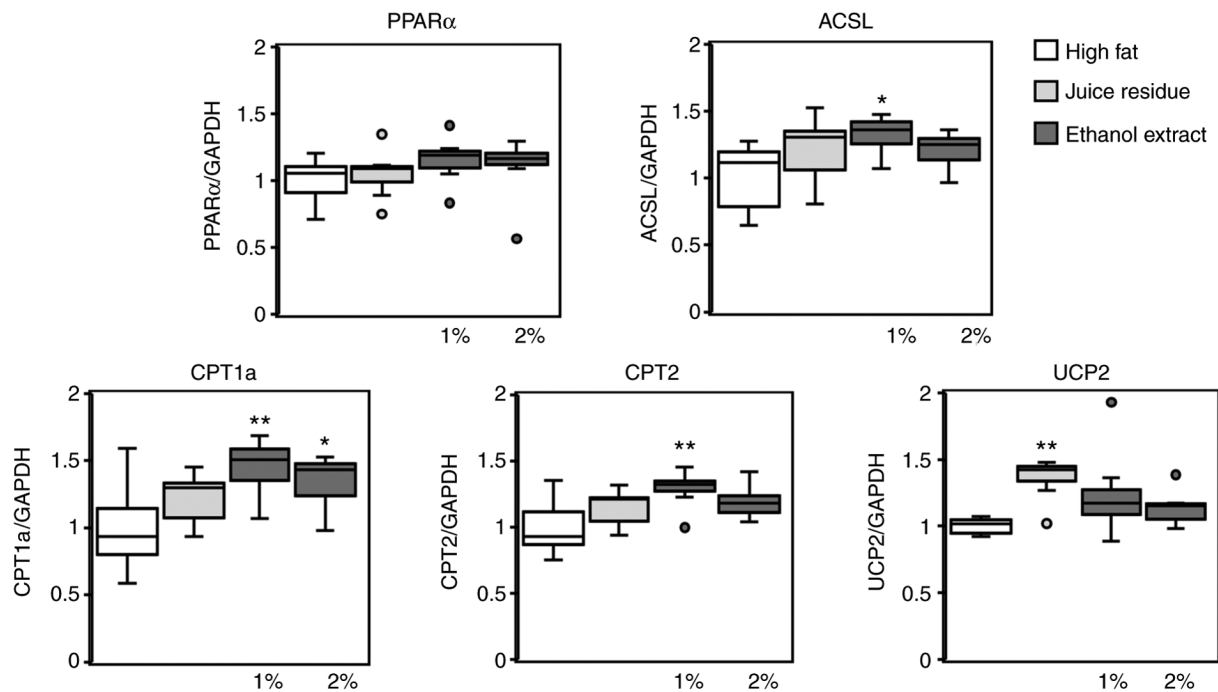 PPARα
PPARα/GAPDH
2
1.5
1
0.5
0
1% 2%
ACSL
ACSL/GAPDH
2
1.5
1
0.5
0
*
1% 2%
High fat
Juice residue
Ethanol extract
CPT1a
CPT1a/GAPDH
2
1.5
1
0.5
0
** *
1% 2%
CPT2
CPT2/GAPDH
2
1.5
1
0.5
0
**
1% 2%
UCP2
UCP2/GAPDH
2
1.5
1
0.5
0
**
1% 2%